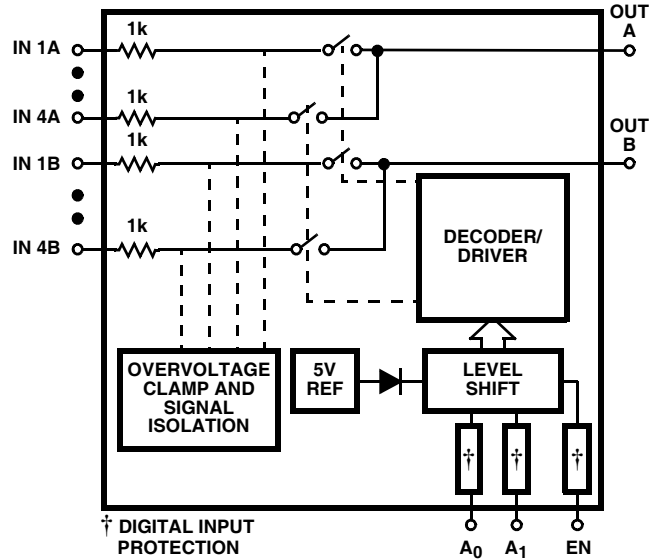 OUT
A
1k
IN 1A
1k
IN 4A
OUT
B
1k
IN 1B
1k
IN 4B
DECODER/
DRIVER
OVERVOLTAGE
CLAMP AND
SIGNAL
ISOLATION
5V
REF
LEVEL
SHIFT
† † †
† DIGITAL INPUT
PROTECTION
A0 A1 EN